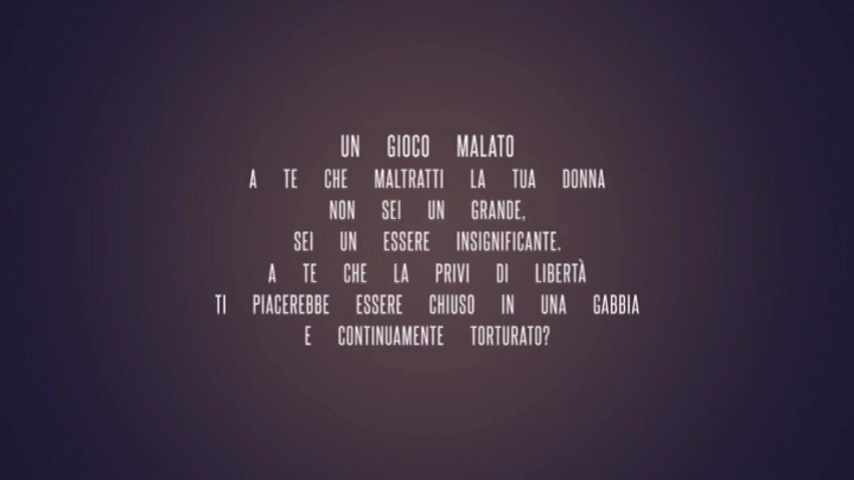 UN GIOCO MALATO
A TE CHE MALTRATTI LA TUA DONNA
NON SEI UN GRANDE,
SEI UN ESSERE INSIGNIFICANTE.
A TE CHE LA PRIVI DI LIBERTÀ
TI PIACEREBBE ESSERE CHIUSO IN UNA GABBIA
E CONTINUAMENTE TORTURATO?